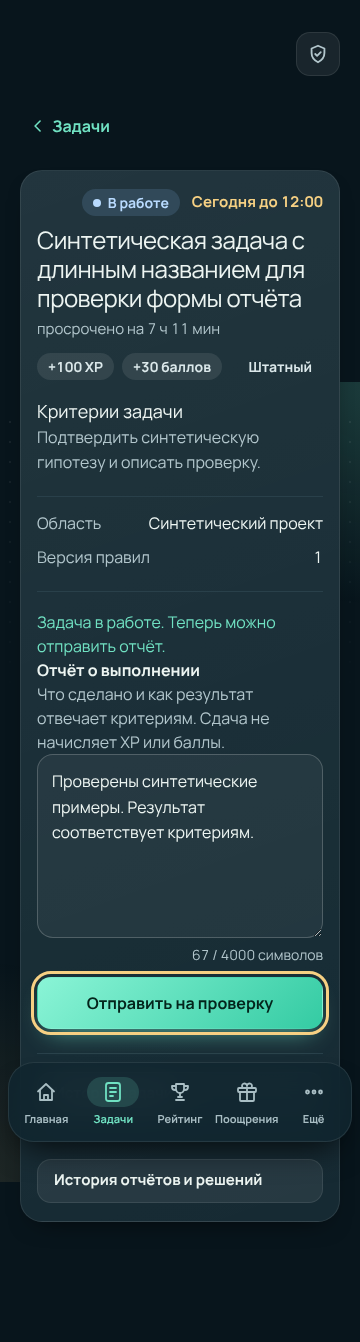 Задачи
В работе
Сегодня до 12:00
Синтетическая задача с
длинным названием для
проверки формы отчёта
просрочено на 7 ч 11 мин
+100 XP
+30 баллов
Штатный
Критерии задачи
Подтвердить синтетическую
гипотезу и описать проверку.
Область
Синтетический проект
Версия правил
1
Задача в работе. Теперь можно
отправить отчёт.
Отчёт о выполнении
Что сделано и как результат
отвечает критериям. Сдача не
начисляет XP или баллы.
Проверены синтетические
примеры. Результат
соответствует критериям.
67 / 4000 символов
Отправить на проверку
Главная
Задачи
Рейтинг
Поощрения
Ещё
История отчётов и решений